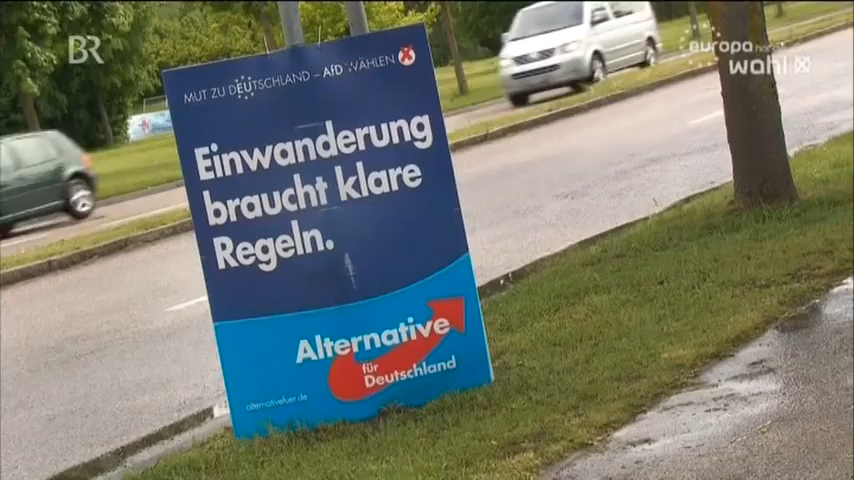 BR
europa
wahl
MUT ZU DEUTSCHLAND – AfD WÄHLEN
Einwanderung
braucht klare
Regeln.
Alternative
für
Deutschland
alternativefuer.de